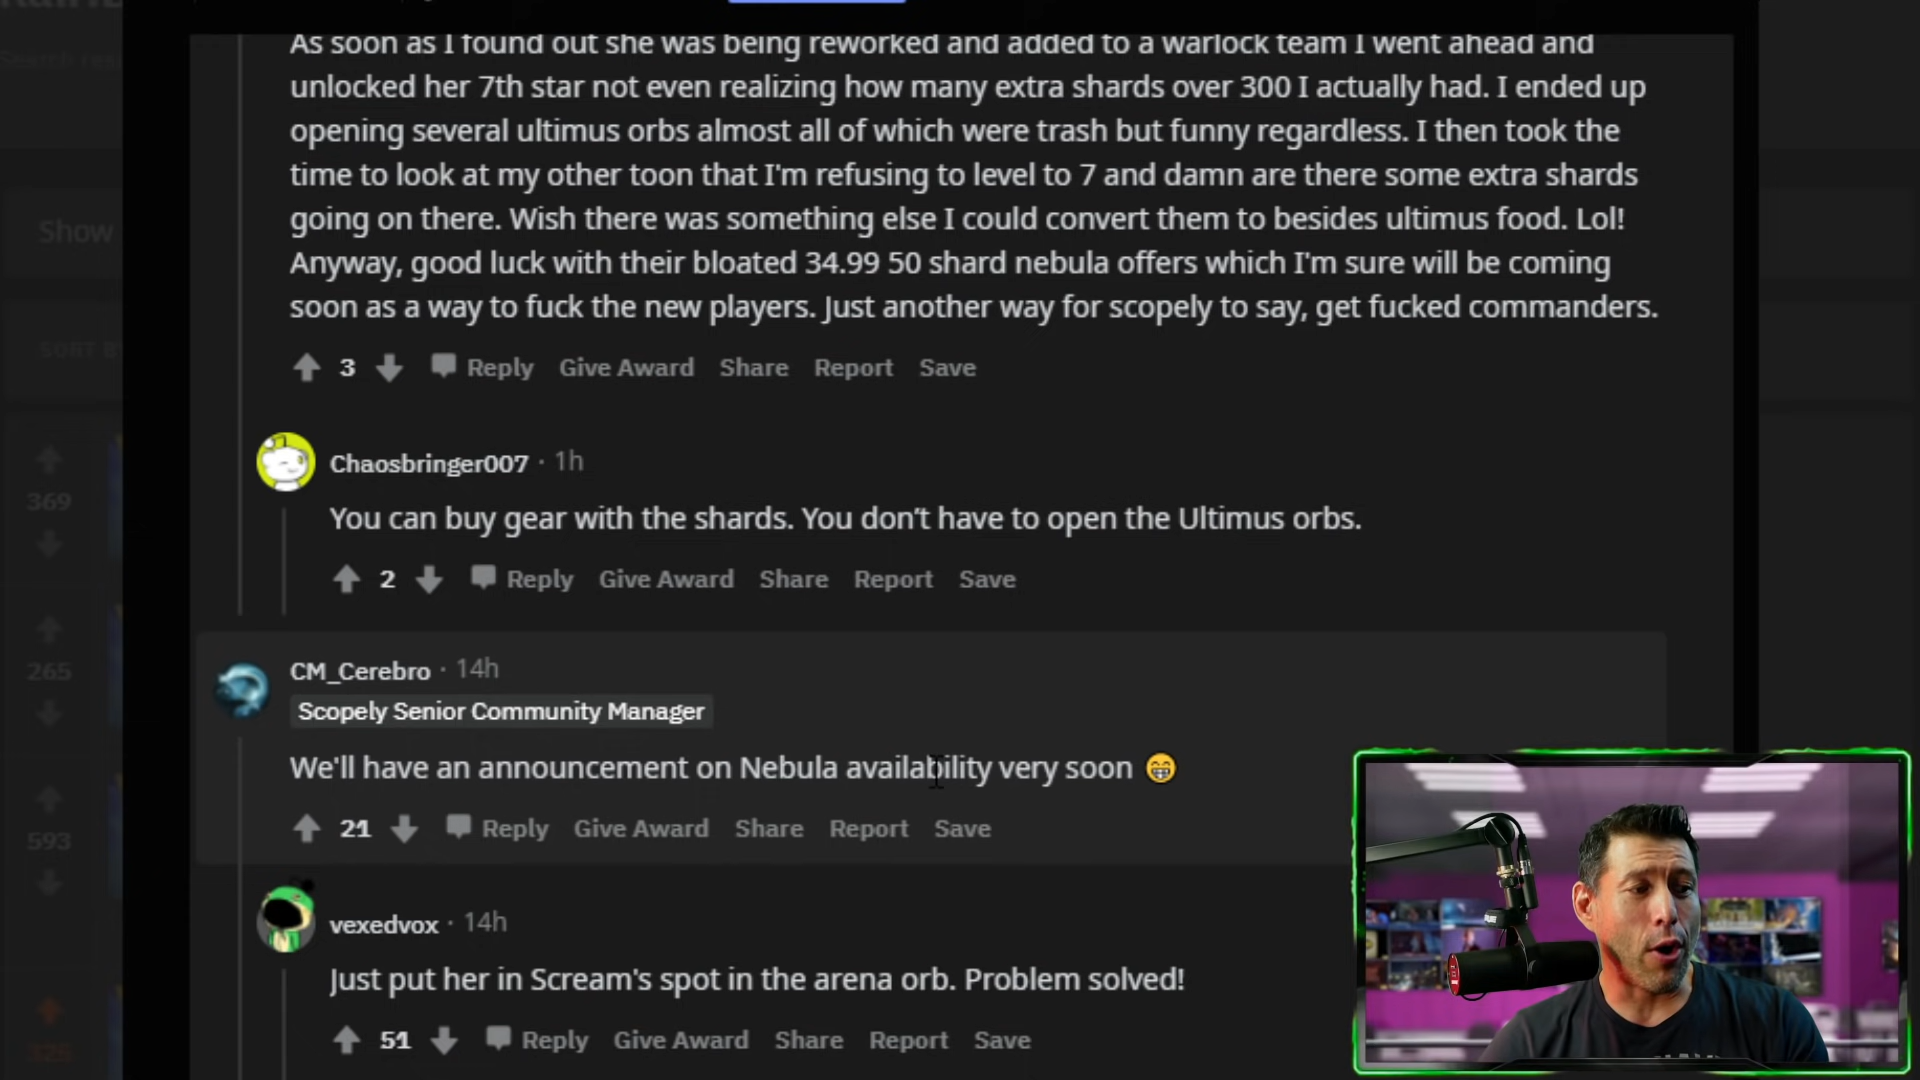 As soon as I found out she was being reworked and added to a warlock team I went ahead and
unlocked her 7th star not even realizing how many extra shards over 300 I actually had. I ended up
opening several ultimus orbs almost all of which were trash but funny regardless. I then took the
time to look at my other toon that I'm refusing to level to 7 and damn are there some extra shards
going on there. Wish there was something else I could convert them to besides ultimus food. Lol!
Anyway, good luck with their bloated 34.99 50 shard nebula offers which I'm sure will be coming
soon as a way to fuck the new players. Just another way for scopely to say, get fucked commanders.
3 Reply Give Award Share Report Save
Chaosbringer007 · 1h
You can buy gear with the shards. You don’t have to open the Ultimus orbs.
2 Reply Give Award Share Report Save
CM_Cerebro · 14h
Scopely Senior Community Manager
We'll have an announcement on Nebula availability very soon 😁
21 Reply Give Award Share Report Save
vexedvox · 14h
Just put her in Scream's spot in the arena orb. Problem solved!
51 Reply Give Award Share Report Save
Show
SORT BY
369
265
593